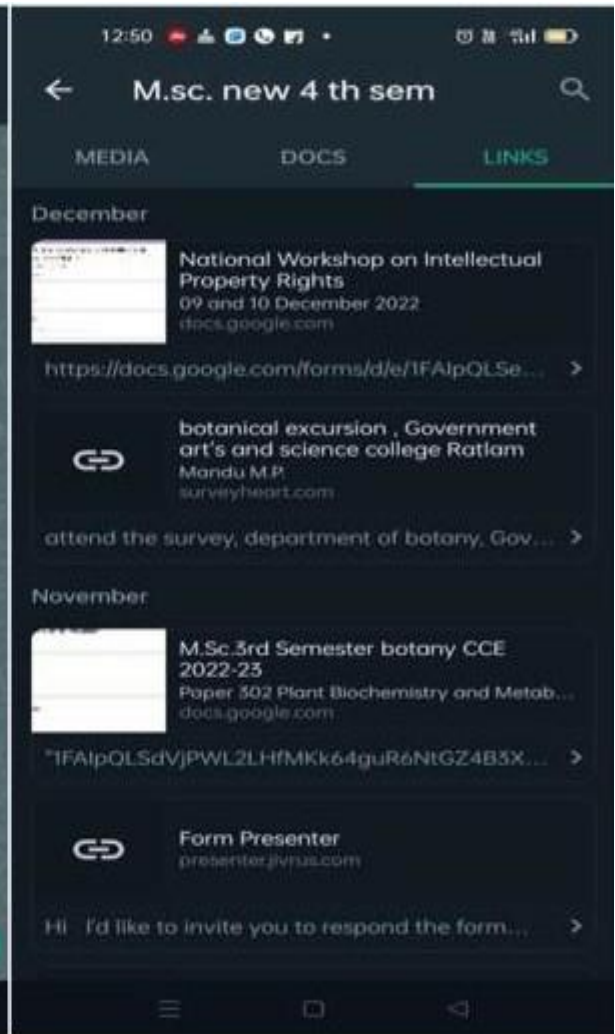 12:50
M.sc. new 4 th sem
MEDIA DOCS LINKS
December
National Workshop on Intellectual
Property Rights
09 and 10 December 2022
docs.google.com
https://docs.google.com/forms/d/e/1FAIpQLSe...
botanical excursion , Government
art's and science college Ratlam
Mandu M.P.
surveyheart.com
attend the survey, department of botany, Gov...
November
M.Sc.3rd Semester botany CCE
2022-23
Paper 302 Plant Biochemistry and Metab...
docs.google.com
"1FAIpQLSdVjPWL2LHfMKk64guR6NtGZ4B3X...
Form Presenter
presenter.jivrus.com
Hi I'd like to invite you to respond the form...